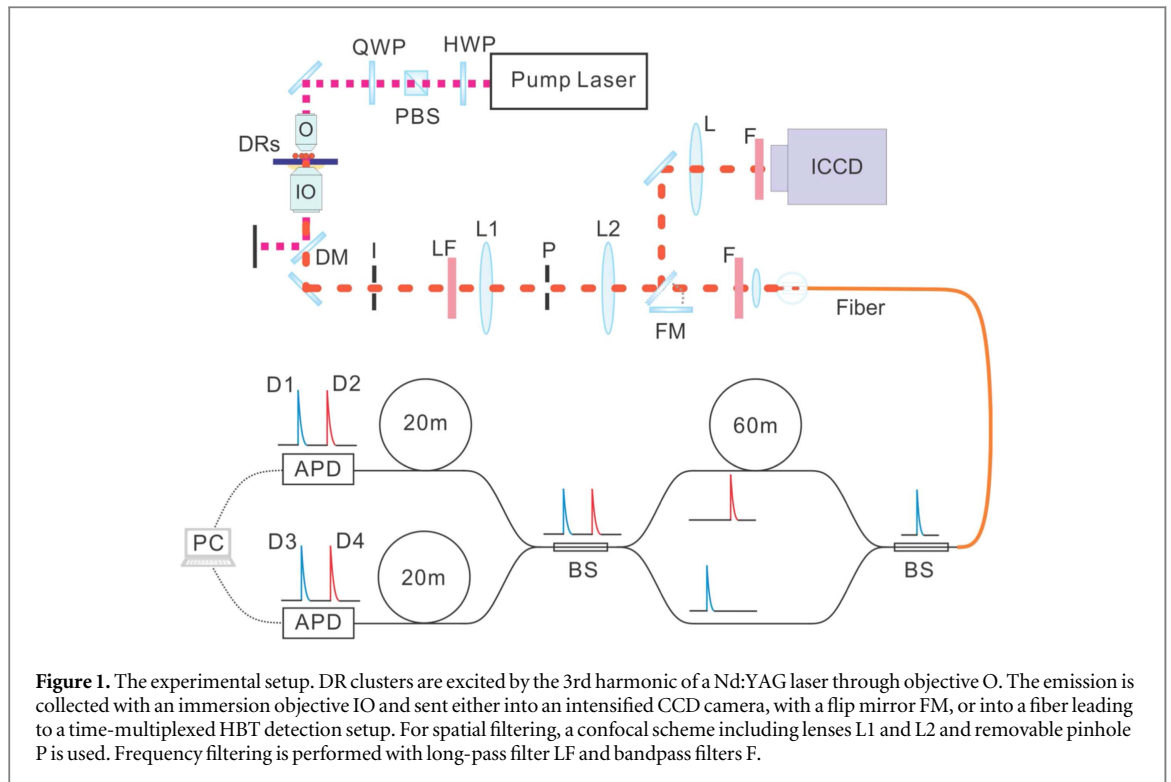 QWP
HWP
Pump Laser
PBS
O
DRs
IO
DM
I
LF
L1
P
L2
L
F
ICCD
F
FM
Fiber
D1
D2
20m
60m
APD
PC
D3
D4
20m
BS
BS
APD
Figure 1. The experimental setup. DR clusters are excited by the 3rd harmonic of a Nd:YAG laser through objective O. The emission is
collected with an immersion objective IO and sent either into an intensified CCD camera, with a flip mirror FM, or into a fiber leading
to a time-multiplexed HBT detection setup. For spatial filtering, a confocal scheme including lenses L1 and L2 and removable pinhole
P is used. Frequency filtering is performed with long-pass filter LF and bandpass filters F.